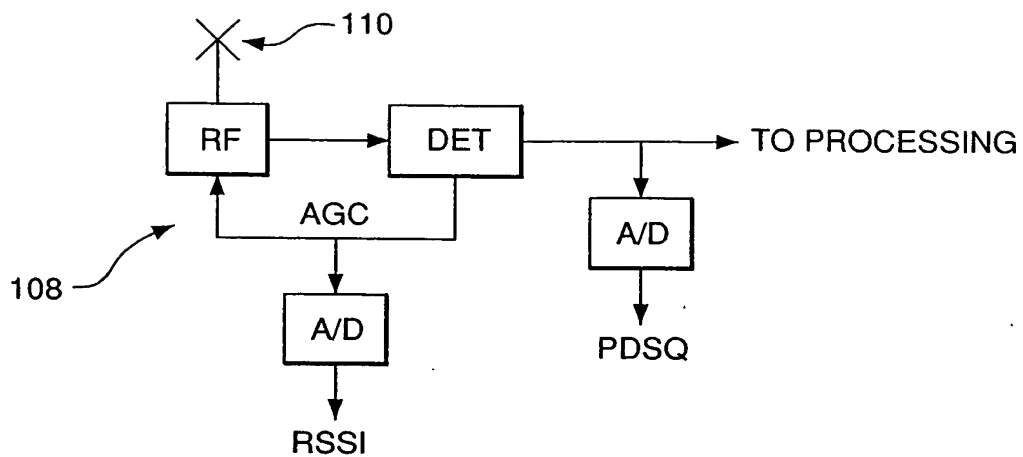 110
RF
DET
TO PROCESSING
AGC
A/D
108
A/D
PDSQ
RSSI